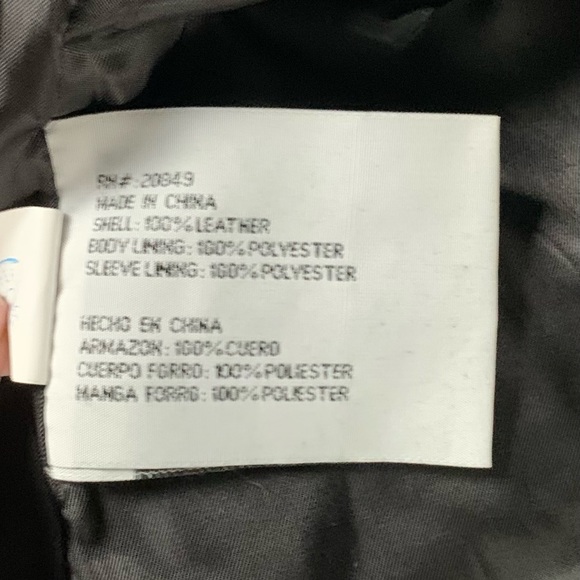 RN#: 20849
MADE IN CHINA
SHELL: 100% LEATHER
BODY LINING: 100% POLYESTER
SLEEVE LINING: 100% POLYESTER
HECHO EN CHINA
ARMAZON: 100% CUERO
CUERPO FORRO: 100% POLIESTER
MANGA FORRO: 100% POLIESTER